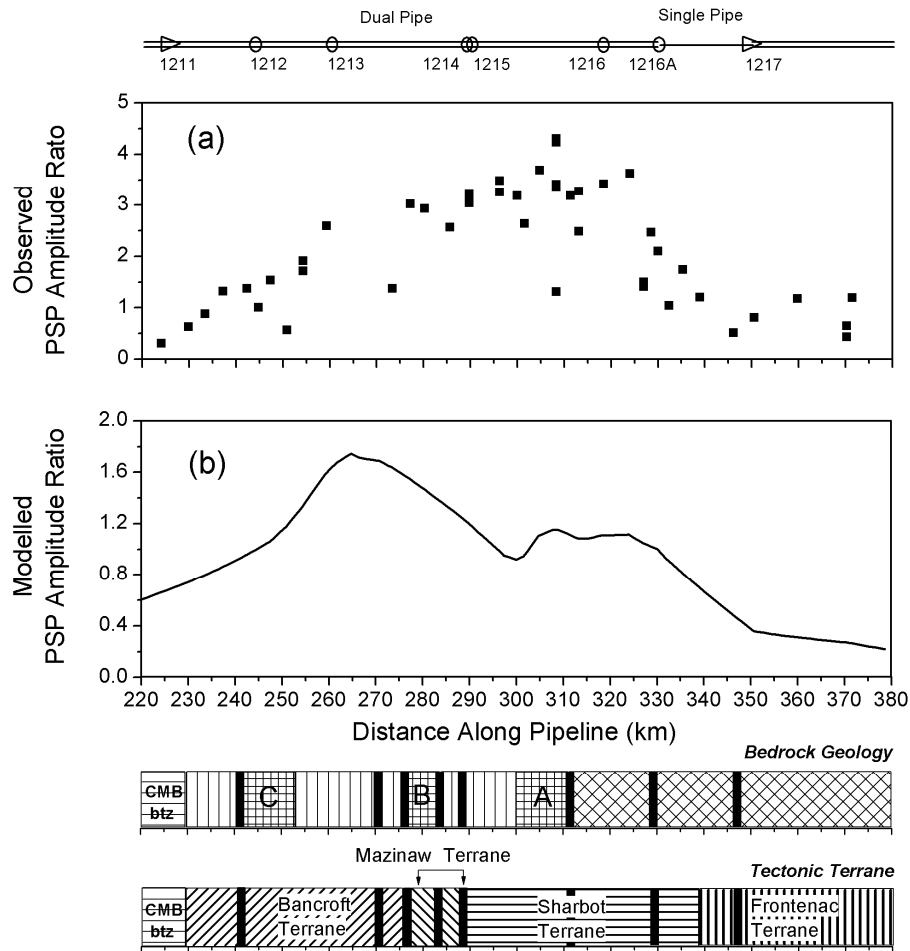 Dual Pipe
Single Pipe
1211
1212
1213
1214
1215
1216
1216A
1217
(a)
Observed
PSP Amplitude Rato
5
4
3
2
1
0
(b)
Modelled
PSP Amplitude Ratio
2.0
1.6
1.2
0.8
0.4
0.0
220 230 240 250 260 270 280 290 300 310 320 330 340 350 360 370 380
Distance Along Pipeline (km)
Bedrock Geology
CMB
btz
C
B
A
Mazinaw Terrane
Tectonic Terrane
CMB
btz
Bancroft
Terrane
Sharbot
Terrane
Frontenac
Terrane